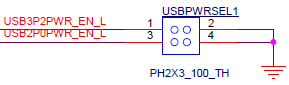 USBPWRSEL1
USB3P2PWR_EN_L 1 2
USB2P0PWR_EN_L 3 4
PH2X3_100_TH